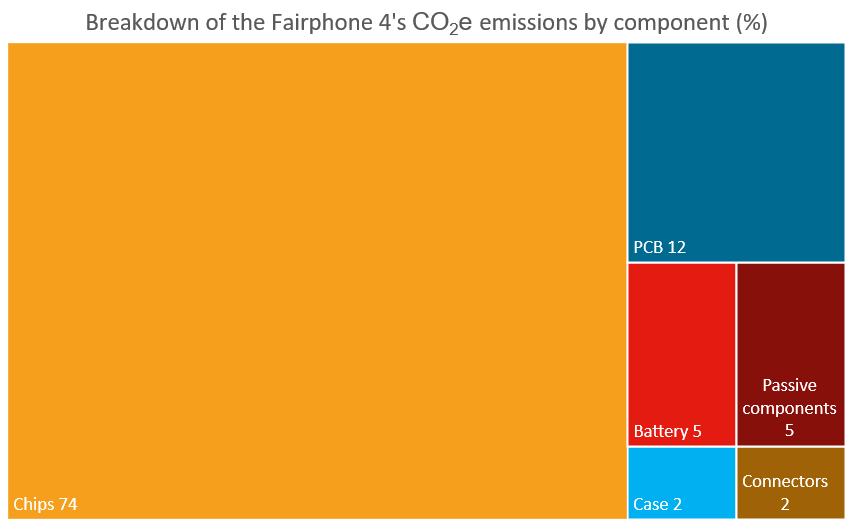 Breakdown of the Fairphone 4's CO₂e emissions by component (%)
Chips 74
PCB 12
Battery 5
Passive
components
5
Case 2
Connectors
2